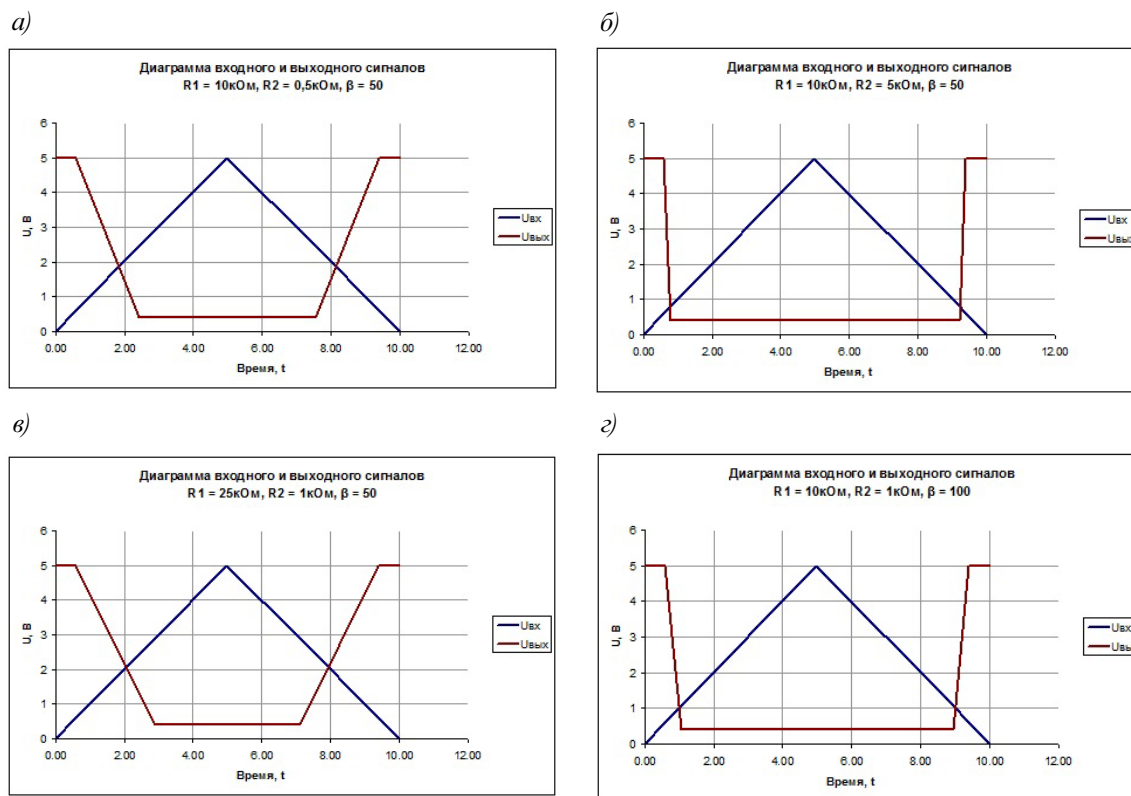 а)
Диаграмма входного и выходного сигналов
R1 = 10кОм, R2 = 0,5кОм, β = 50
U, В
6
5
4
3
2
1
0
0.00 2.00 4.00 6.00 8.00 10.00 12.00
Время, t
Uвх
Uвых
б)
Диаграмма входного и выходного сигналов
R1 = 10кОм, R2 = 5кОм, β = 50
U, В
6
5
4
3
2
1
0
0.00 2.00 4.00 6.00 8.00 10.00 12.00
Время, t
Uвх
Uвых
в)
Диаграмма входного и выходного сигналов
R1 = 25кОм, R2 = 1кОм, β = 50
U, В
6
5
4
3
2
1
0
0.00 2.00 4.00 6.00 8.00 10.00 12.00
Время, t
Uвх
Uвых
г)
Диаграмма входного и выходного сигналов
R1 = 10кОм, R2 = 1кОм, β = 100
U, В
6
5
4
3
2
1
0
0.00 2.00 4.00 6.00 8.00 10.00 12.00
Время, t
Uвх
Uвых